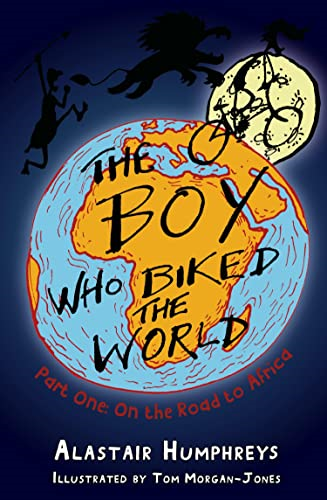 THE
BOY
WHO BIKED
THE
WORLD
Part One: On the Road to Africa
ALASTAIR HUMPHREYS
ILLUSTRATED BY TOM MORGAN-JONES